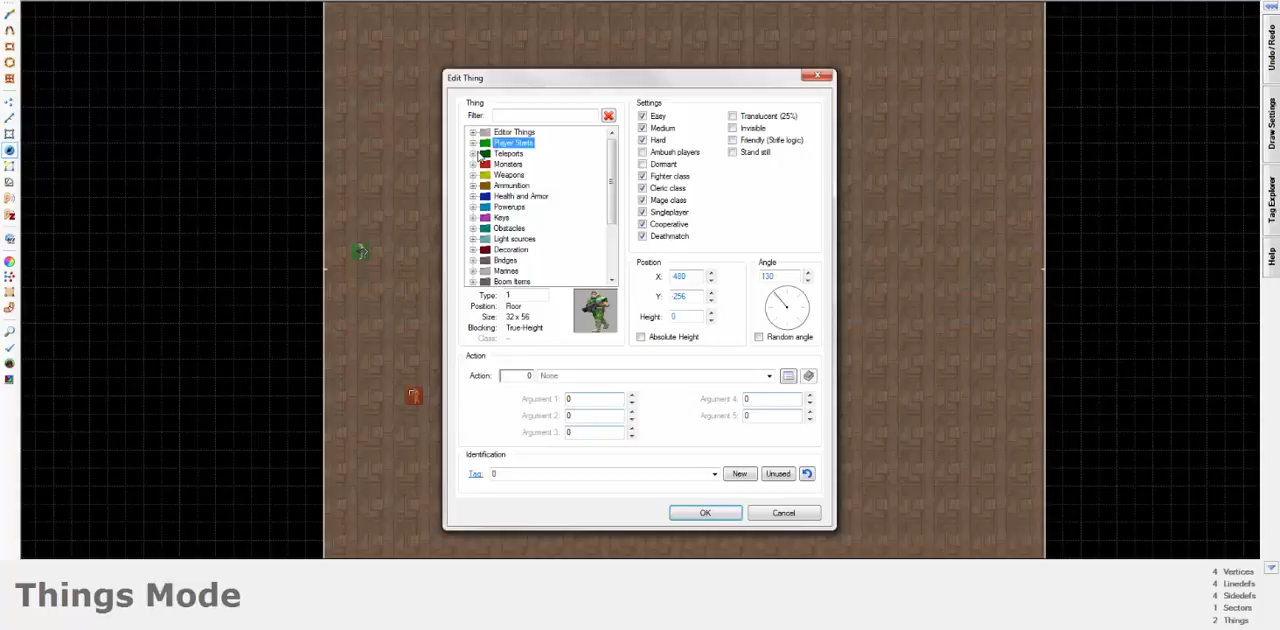 Edit Thing
Thing
Filter:
Editor Things
Player Starts
Teleports
Monsters
Weapons
Ammunition
Health and Armor
Powerups
Keys
Obstacles
Light sources
Decoration
Bridges
Marines
Boom Items
Type: 1
Position: Floor
Size: 32 x 56
Blocking: True-Height
Class: --
Settings
Easy
Medium
Hard
Ambush players
Dormant
Fighter class
Cleric class
Mage class
Singleplayer
Cooperative
Deathmatch
Translucent (25%)
Invisible
Friendly (Strife logic)
Stand still
Position
X: -480
Y: -256
Height: 0
Absolute Height
Angle
130
Random angle
Action
Action: 0 None
Argument 1: 0
Argument 2: 0
Argument 3: 0
Argument 4: 0
Argument 5: 0
Identification
Tag: 0
New
Unused
OK
Cancel
Undo/Redo
Draw Settings
Tag Explorer
Help
Things Mode
4 Vertices
4 Linedefs
4 Sidedefs
1 Sectors
2 Things